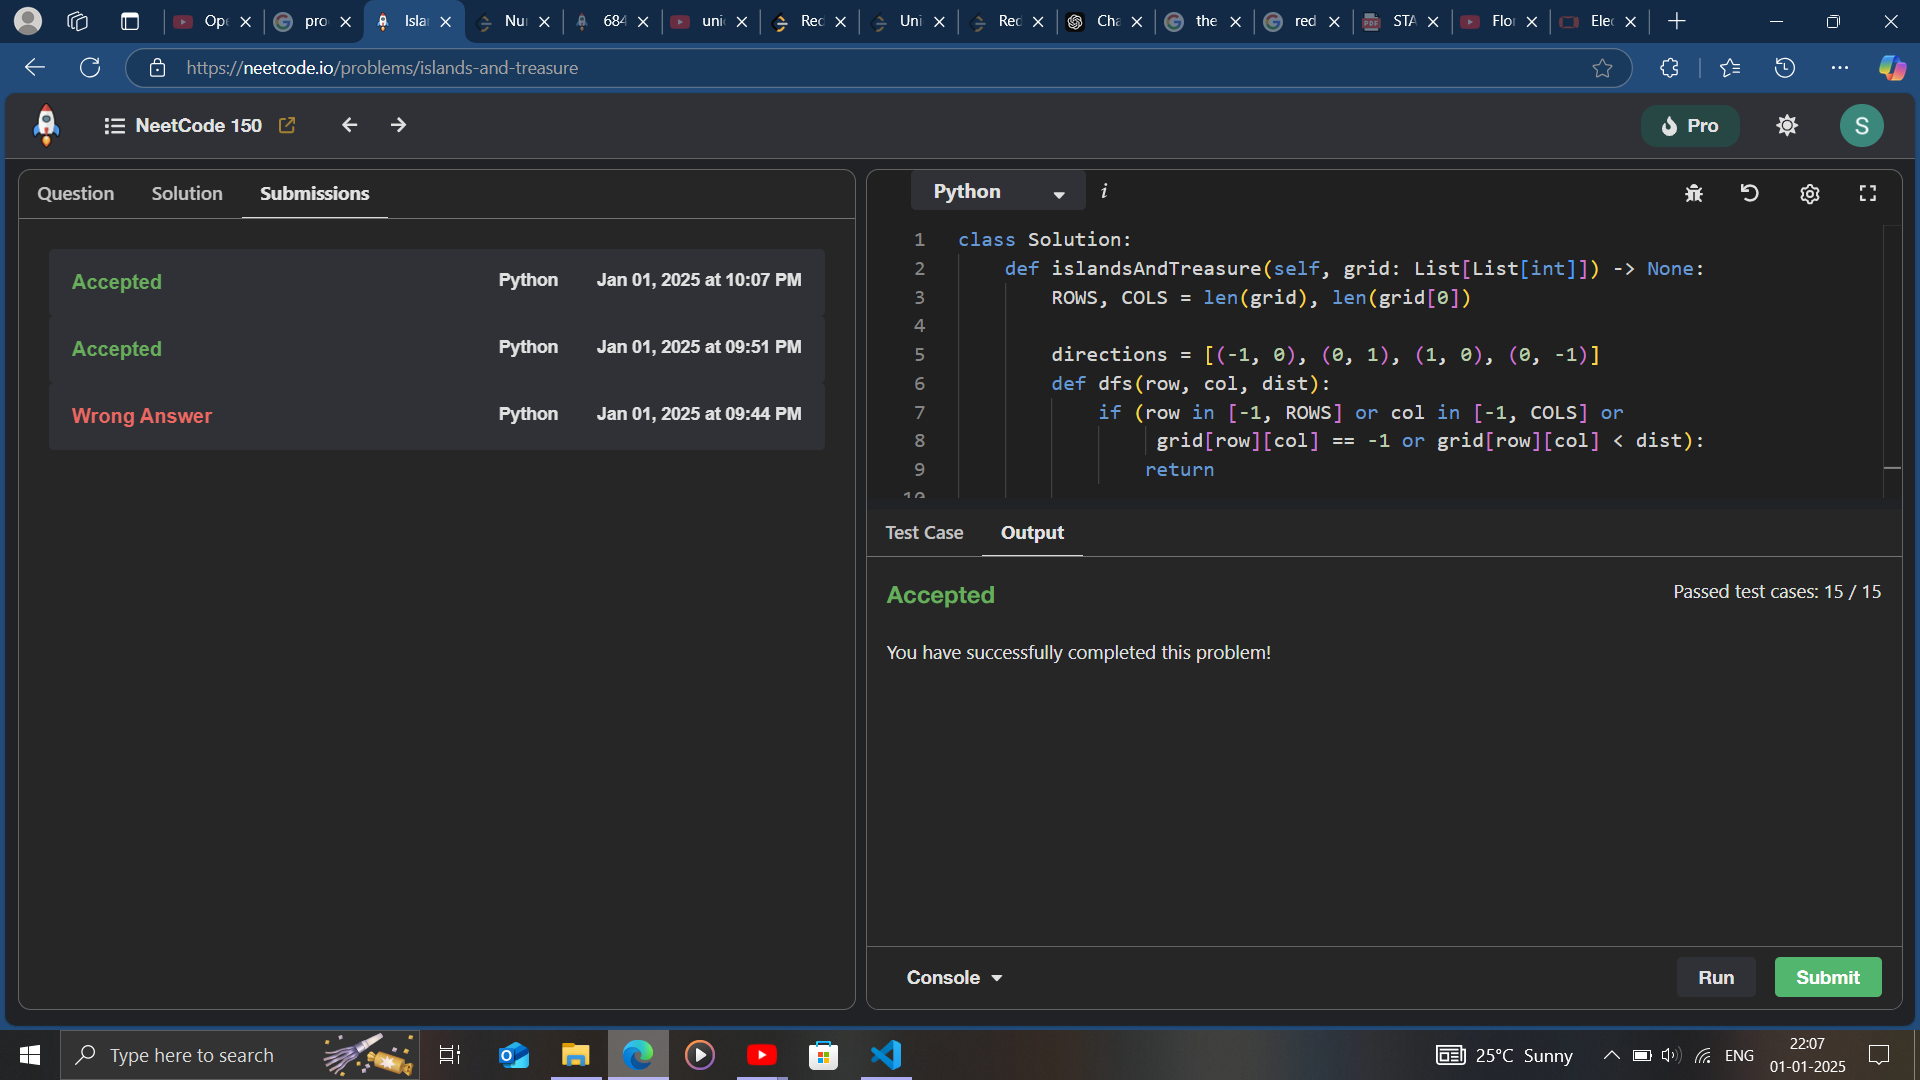 Ope
pro
Isla
Nu
684
uni
Red
Uni
Red
Cha
the
red
STA
Flo
Ele
https://neetcode.io/problems/islands-and-treasure
NeetCode 150
Pro
S
Question Solution Submissions
Accepted Python Jan 01, 2025 at 10:07 PM
Accepted Python Jan 01, 2025 at 09:51 PM
Wrong Answer Python Jan 01, 2025 at 09:44 PM
Python i
1 class Solution:
2 def islandsAndTreasure(self, grid: List[List[int]]) -> None:
3 ROWS, COLS = len(grid), len(grid[0])
4
5 directions = [(-1, 0), (0, 1), (1, 0), (0, -1)]
6 def dfs(row, col, dist):
7 if (row in [-1, ROWS] or col in [-1, COLS] or
8 grid[row][col] == -1 or grid[row][col] < dist):
9 return
10
Test Case Output
Accepted Passed test cases: 15 / 15
You have successfully completed this problem!
Console Run Submit
Type here to search
25°C Sunny
ENG
22:07
01-01-2025